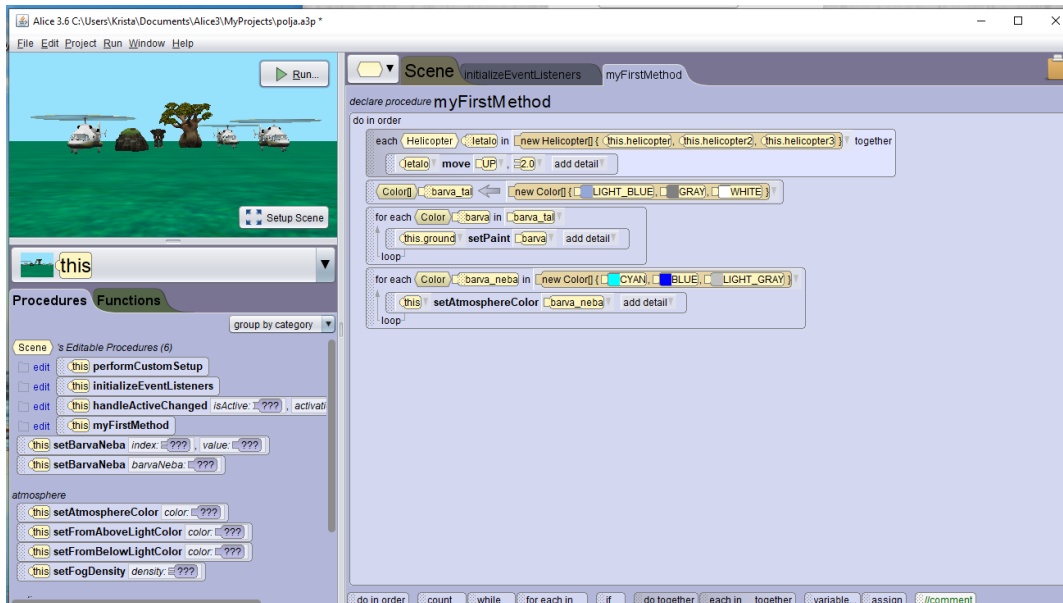 Alice 3.6 C:\Users\Krista\Documents\Alice3\MyProjects\polja.a3p *
File Edit Project Run Window Help
Run...
Setup Scene
this
Procedures Functions
group by category
Scene 's Editable Procedures (6)
edit this performCustomSetup
edit this initializeEventListeners
edit this handleActiveChanged isActive: ??? , activati
edit this myFirstMethod
this setBarvaNeba index: ??? , value: ???
this setBarvaNeba barvaNeba: ???
atmosphere
this setAtmosphereColor color: ???
this setFromAboveLightColor color: ???
this setFromBelowLightColor color: ???
this setFogDensity density: ???
Scene initializeEventListeners myFirstMethod
declare procedure myFirstMethod
do in order
each Helicopter letalo in new Helicopter[] { this.helicopter, this.helicopter2, this.helicopter3 } together
letalo move UP , 2.0 add detail
Color[] barva_tal new Color[] { LIGHT_BLUE, GRAY, WHITE }
for each Color barva in barva_tal
this.ground setPaint barva add detail
loop
for each Color barva_neba in new Color[] { CYAN, BLUE, LIGHT_GRAY }
this setAtmosphereColor barva_neba add detail
loop
do in order count while for each in if do together each in together variable assign //comment